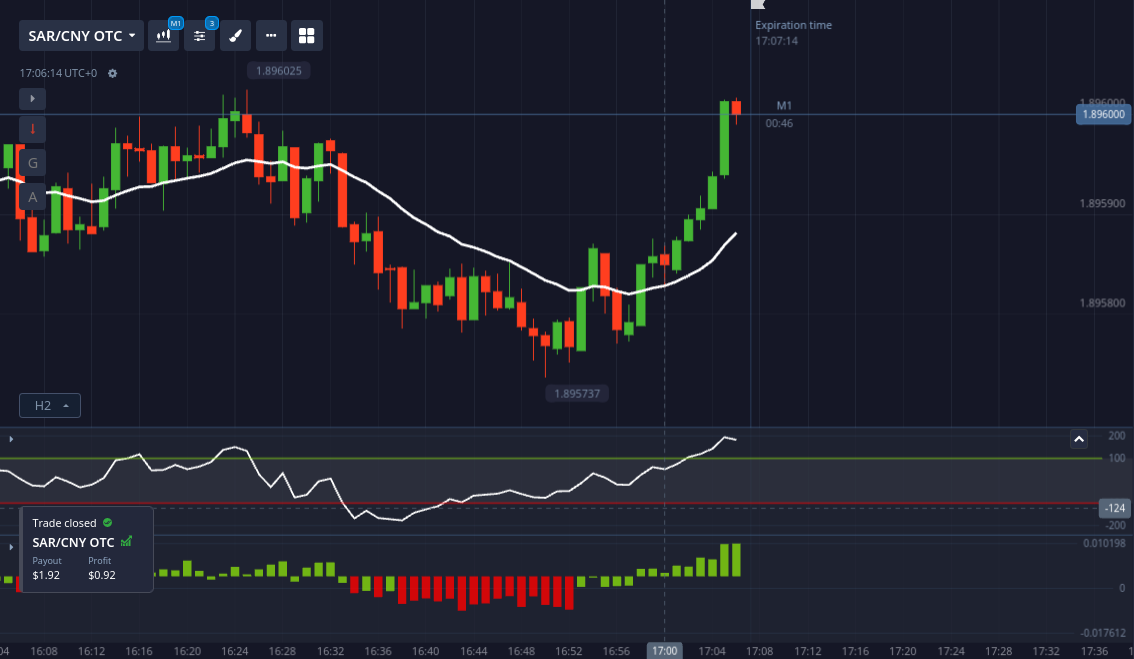 SAR/CNY OTC
M1
3
Expiration time
17:07:14
17:06:14 UTC+0
1.896025
M1
00:46
1.896000
1.896000
G
A
1.895900
1.895800
1.895737
H2
200
100
-124
-200
Trade closed
SAR/CNY OTC
Payout Profit
$1.92 $0.92
0.010198
0
-0.017612
04 16:08 16:12 16:16 16:20 16:24 16:28 16:32 16:36 16:40 16:44 16:48 16:52 16:56 17:00 17:04 17:08 17:12 17:16 17:20 17:24 17:28 17:32 17:36